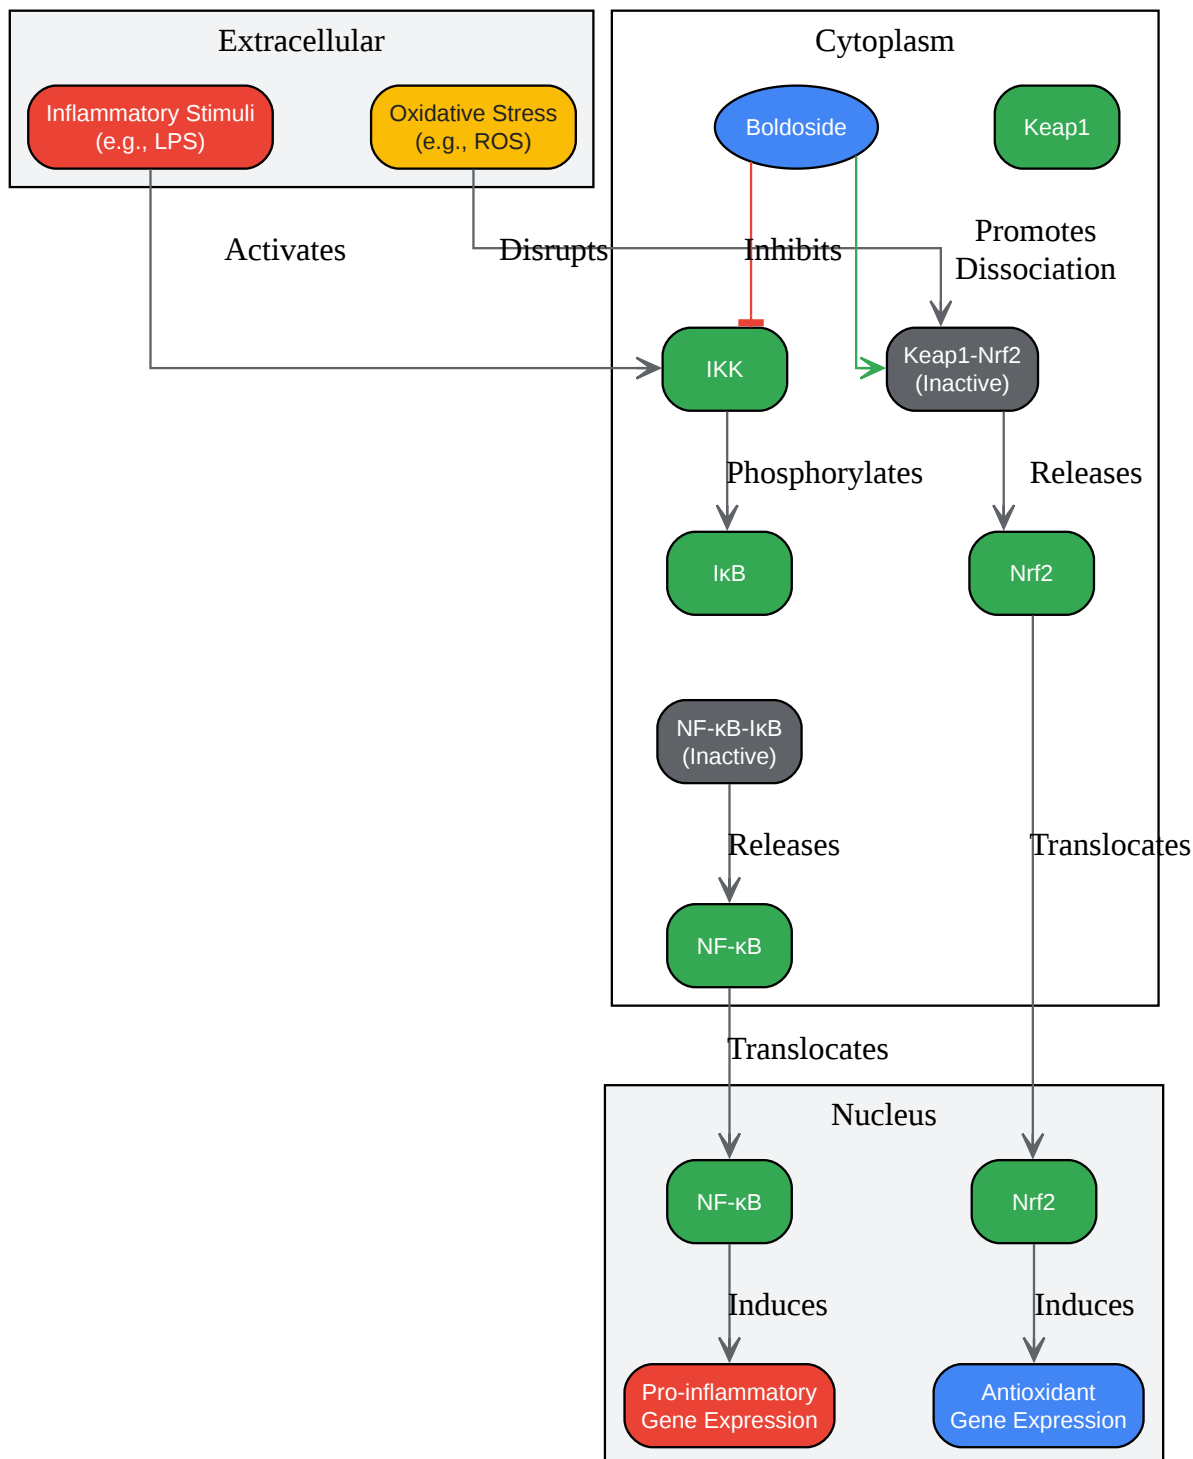 Extracellular
Cytoplasm
Inflammatory Stimuli
(e.g., LPS)
Oxidative Stress
(e.g., ROS)
Boldoside
Keap1
Activates
Disrupts
Inhibits
Promotes
Dissociation
IKK
Keap1-Nrf2
(Inactive)
Phosphorylates
Releases
IκB
Nrf2
NF-κB-IκB
(Inactive)
Releases
Translocates
NF-κB
Translocates
Nucleus
NF-κB
Nrf2
Induces
Induces
Pro-inflammatory
Gene Expression
Antioxidant
Gene Expression